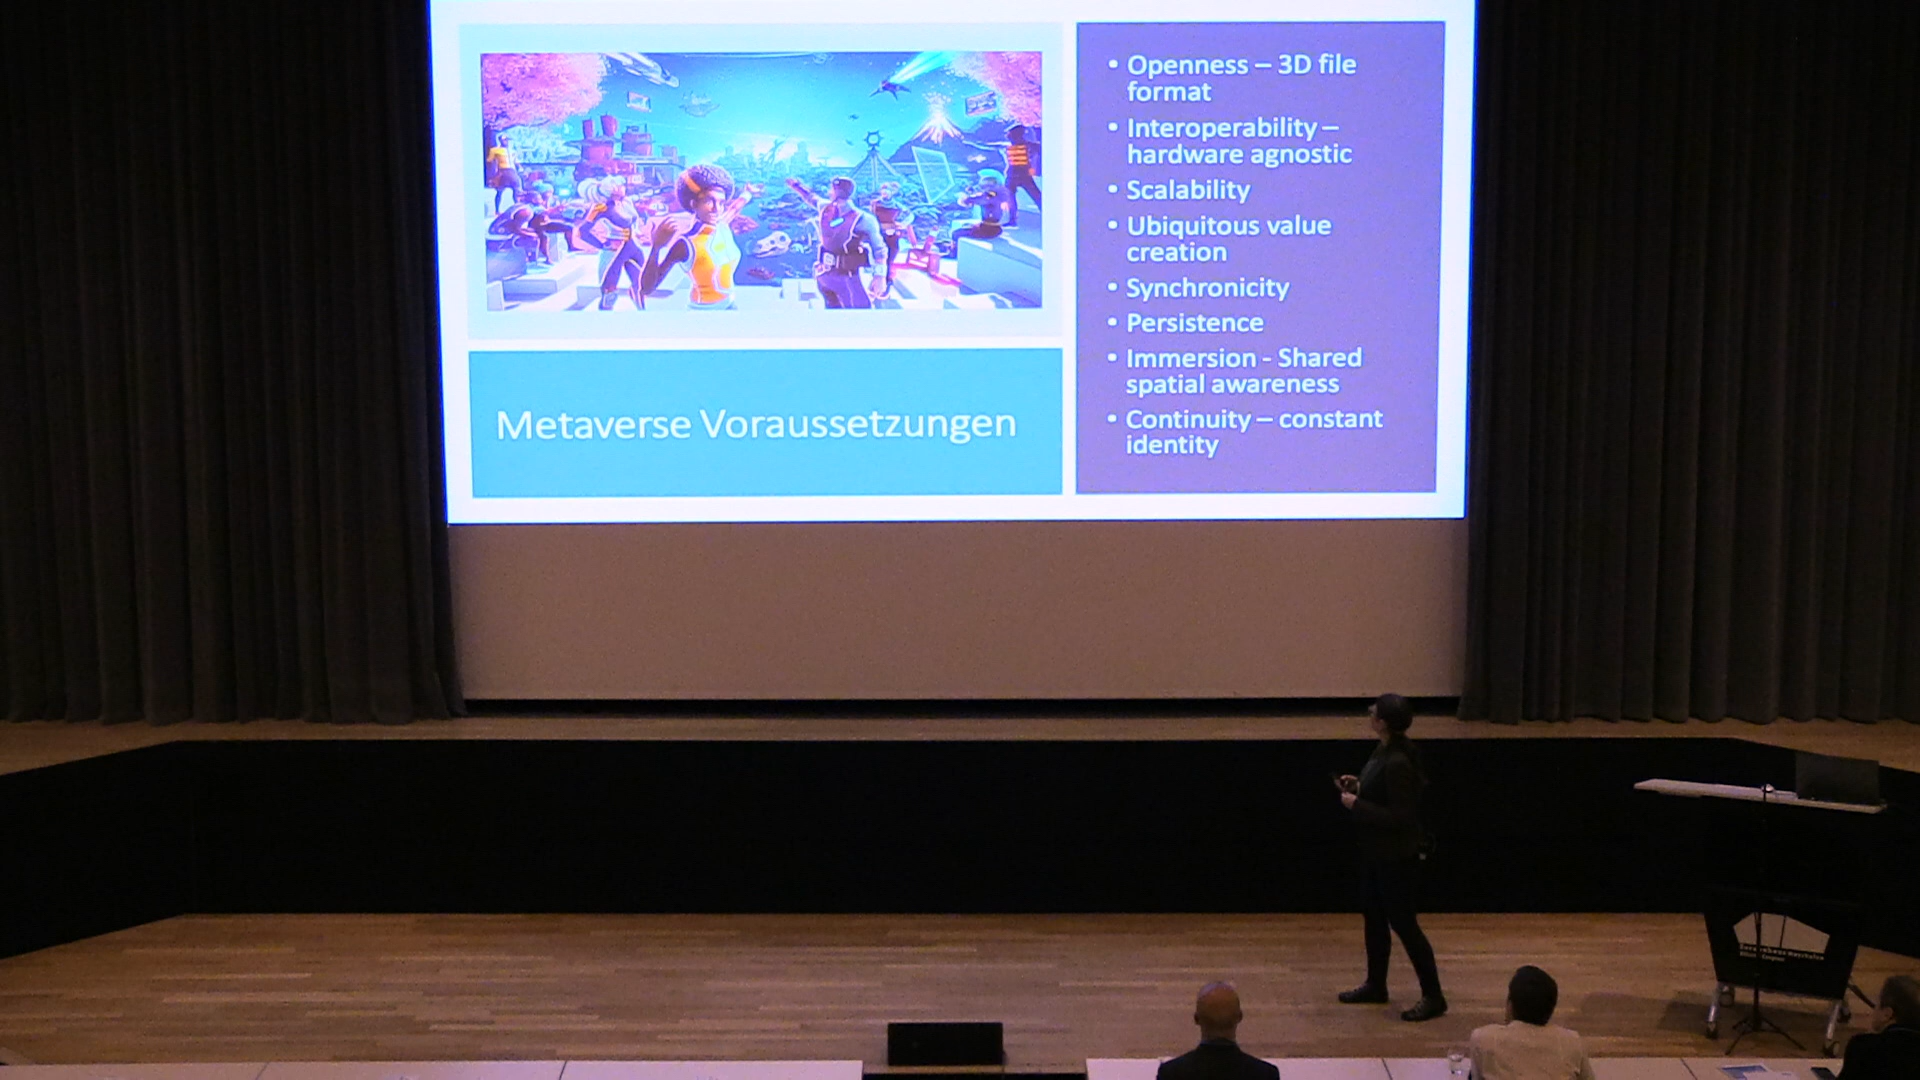 Metaverse Voraussetzungen
• Openness – 3D file
format
• Interoperability –
hardware agnostic
• Scalability
• Ubiquitous value
creation
• Synchronicity
• Persistence
• Immersion - Shared
spatial awareness
• Continuity – constant
identity